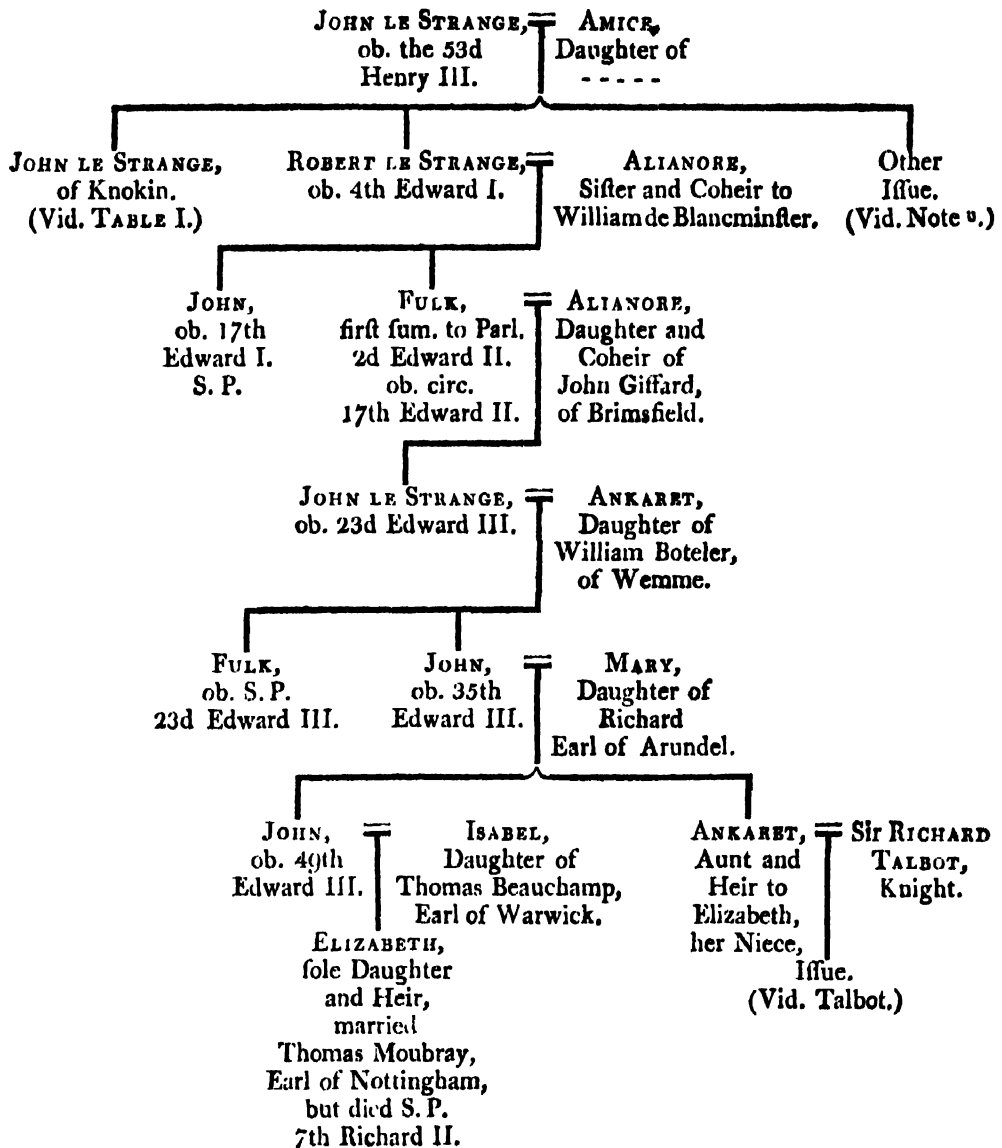 JOHN LE STRANGE,
ob. the 53d
Henry III.
AMICE,
Daughter of
- - - - -
JOHN LE STRANGE,
of Knokin.
(Vid. TABLE I.)
ROBERT LE STRANGE,
ob. 4th Edward I.
ALIANORE,
Siſter and Coheir to
William de Blancminſter.
Other
Iſſue.
(Vid. Note ᵘ.)
JOHN,
ob. 17th
Edward I.
S. P.
FULK,
firſt ſum. to Parl.
2d Edward II.
ob. circ.
17th Edward II.
ALIANORE,
Daughter and
Coheir of
John Giffard,
of Brimsfield.
JOHN LE STRANGE,
ob. 23d Edward III.
ANKARET,
Daughter of
William Boteler,
of Wemme.
FULK,
ob. S. P.
23d Edward III.
JOHN,
ob. 35th
Edward III.
MARY,
Daughter of
Richard
Earl of Arundel.
JOHN,
ob. 49th
Edward III.
ISABEL,
Daughter of
Thomas Beauchamp,
Earl of Warwick.
ANKARET,
Aunt and
Heir to
Elizabeth,
her Niece,
Sir RICHARD
TALBOT,
Knight.
ELIZABETH,
ſole Daughter
and Heir,
married
Thomas Moubray,
Earl of Nottingham,
but died S. P.
7th Richard II.
Iſſue.
(Vid. Talbot.)